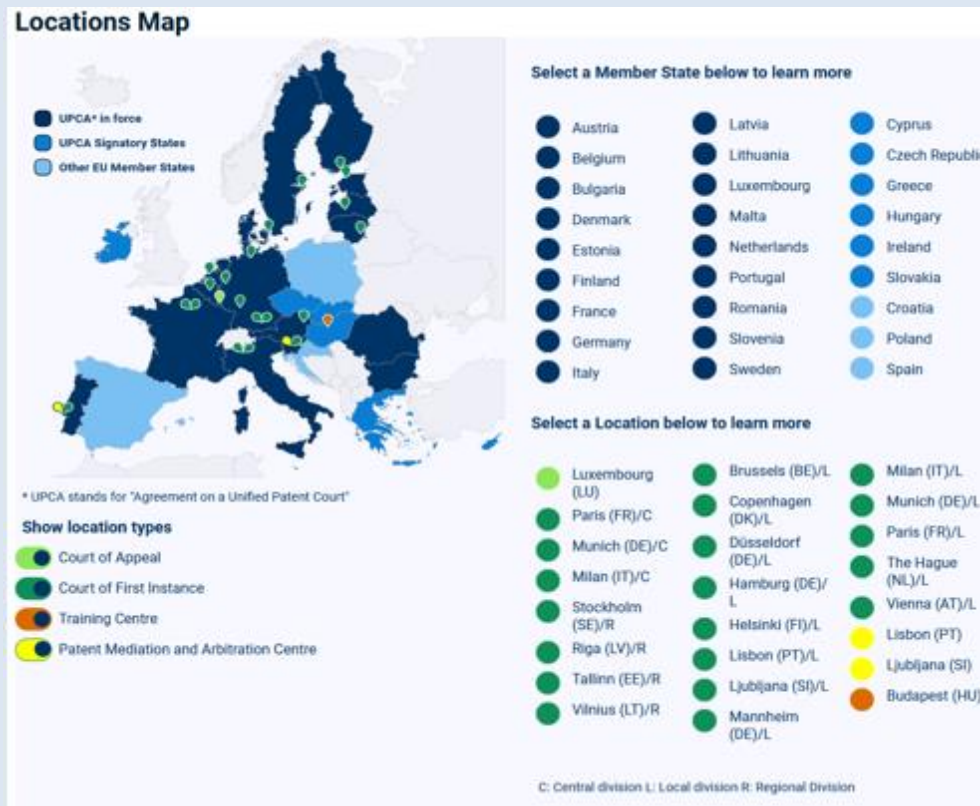 Locations Map
UPCA* in force
UPCA Signatory States
Other EU Member States
* UPCA stands for "Agreement on a Unified Patent Court"
Show location types
Court of Appeal
Court of First Instance
Training Centre
Patent Mediation and Arbitration Centre
Select a Member State below to learn more
Austria
Belgium
Bulgaria
Denmark
Estonia
Finland
France
Germany
Italy
Latvia
Lithuania
Luxembourg
Malta
Netherlands
Portugal
Romania
Slovenia
Sweden
Cyprus
Czech Republi
Greece
Hungary
Ireland
Slovakia
Croatia
Poland
Spain
Select a Location below to learn more
Luxembourg
(LU)
Paris (FR)/C
Munich (DE)/C
Milan (IT)/C
Stockholm
(SE)/R
Riga (LV)/R
Tallinn (EE)/R
Vilnius (LT)/R
Brussels (BE)/L
Copenhagen
(DK)/L
Düsseldorf
(DE)/L
Hamburg (DE)/
L
Helsinki (FI)/L
Lisbon (PT)/L
Ljubljana (SI)/L
Mannheim
(DE)/L
Milan (IT)/L
Munich (DE)/L
Paris (FR)/L
The Hague
(NL)/L
Vienna (AT)/L
Lisbon (PT)
Ljubljana (SI)
Budapest (HU)
C: Central division L: Local division R: Regional Division